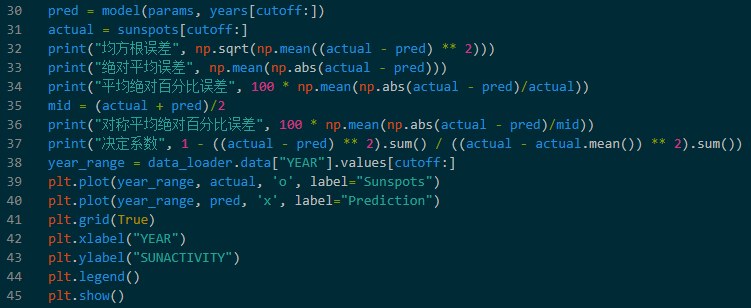 30 pred = model(params, years[cutoff:])
31 actual = sunspots[cutoff:]
32 print("均方根误差", np.sqrt(np.mean((actual - pred) ** 2)))
33 print("绝对平均误差", np.mean(np.abs(actual - pred)))
34 print("平均绝对百分比误差", 100 * np.mean(np.abs(actual - pred)/actual))
35 mid = (actual + pred)/2
36 print("对称平均绝对百分比误差", 100 * np.mean(np.abs(actual - pred)/mid))
37 print("决定系数", 1 - ((actual - pred) ** 2).sum() / ((actual - actual.mean()) ** 2).sum())
38 year_range = data_loader.data["YEAR"].values[cutoff:]
39 plt.plot(year_range, actual, 'o', label="Sunspots")
40 plt.plot(year_range, pred, 'x', label="Prediction")
41 plt.grid(True)
42 plt.xlabel("YEAR")
43 plt.ylabel("SUNACTIVITY")
44 plt.legend()
45 plt.show()